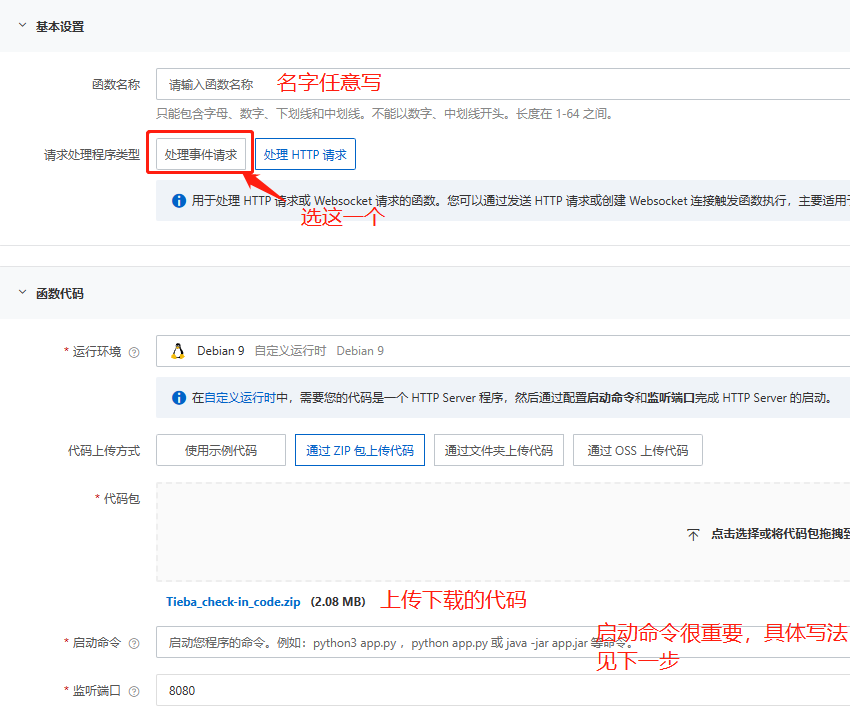 基本设置
函数名称
请输入函数名称
名字任意写
只能包含字母、数字、下划线和中划线。不能以数字、中划线开头。长度在 1-64 之间。
请求处理程序类型
处理事件请求
处理 HTTP 请求
用于处理 HTTP 请求或 Websocket 请求的函数。您可以通过发送 HTTP 请求或创建 Websocket 连接触发函数执行，主要适用于
选这一个
函数代码
* 运行环境
Debian 9 自定义运行时 Debian 9
在自定义运行时中，需要您的代码是一个 HTTP Server 程序，然后通过配置启动命令和监听端口完成 HTTP Server 的启动。
代码上传方式
使用示例代码
通过 ZIP 包上传代码
通过文件夹上传代码
通过 OSS 上传代码
* 代码包
点击选择或将代码包拖拽到
Tieba_check-in_code.zip (2.08 MB)
上传下载的代码
* 启动命令
启动您程序的命令。例如：python3 app.py ，python app.py 或 java -jar app.jar 等命令。
启动命令很重要，具体写法
见下一步
* 监听端口
8080